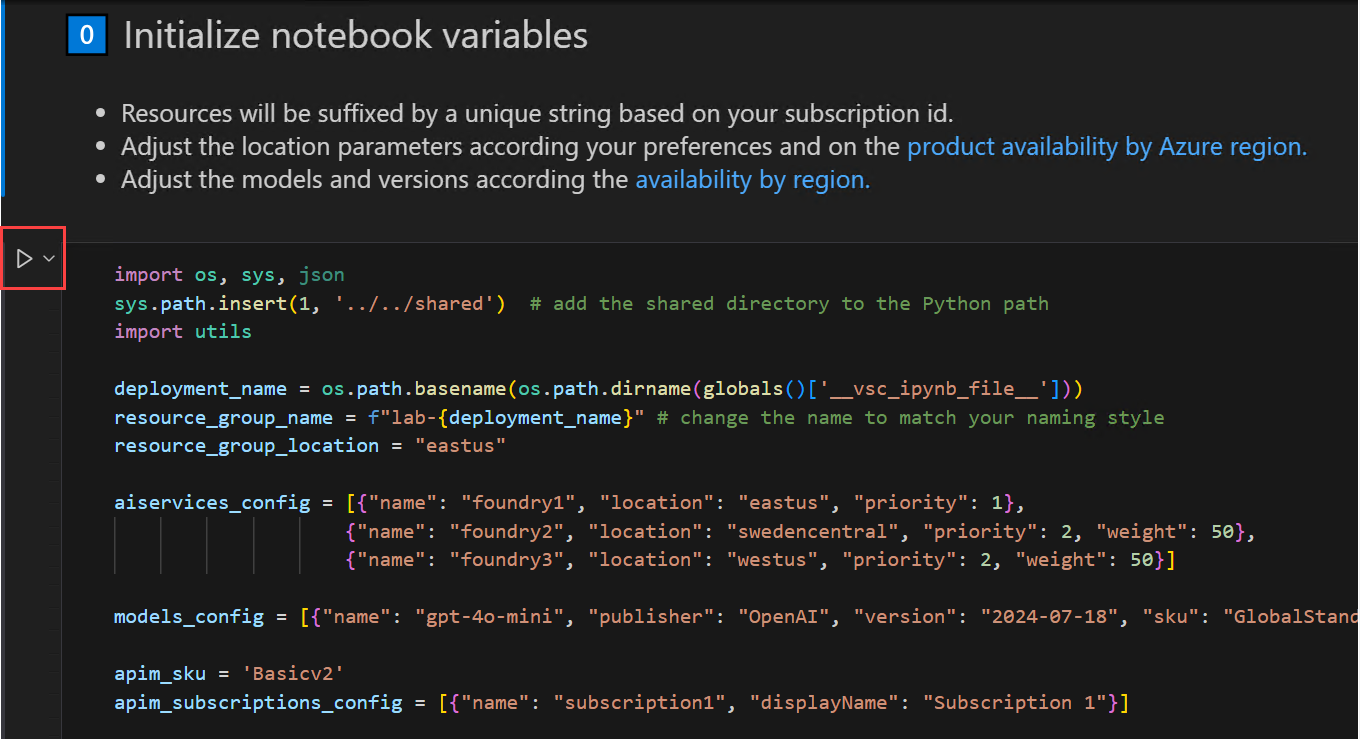 0 Initialize notebook variables
• Resources will be suffixed by a unique string based on your subscription id.
• Adjust the location parameters according your preferences and on the product availability by Azure region.
• Adjust the models and versions according the availability by region.
import os, sys, json
sys.path.insert(1, '../../shared')  # add the shared directory to the Python path
import utils
deployment_name = os.path.basename(os.path.dirname(globals()['__vsc_ipynb_file__']))
resource_group_name = f"lab-{deployment_name}" # change the name to match your naming style
resource_group_location = "eastus"
aiservices_config = [{"name": "foundry1", "location": "eastus", "priority": 1},
{"name": "foundry2", "location": "swedencentral", "priority": 2, "weight": 50},
{"name": "foundry3", "location": "westus", "priority": 2, "weight": 50}]
models_config = [{"name": "gpt-4o-mini", "publisher": "OpenAI", "version": "2024-07-18", "sku": "GlobalStand
apim_sku = 'Basicv2'
apim_subscriptions_config = [{"name": "subscription1", "displayName": "Subscription 1"}]